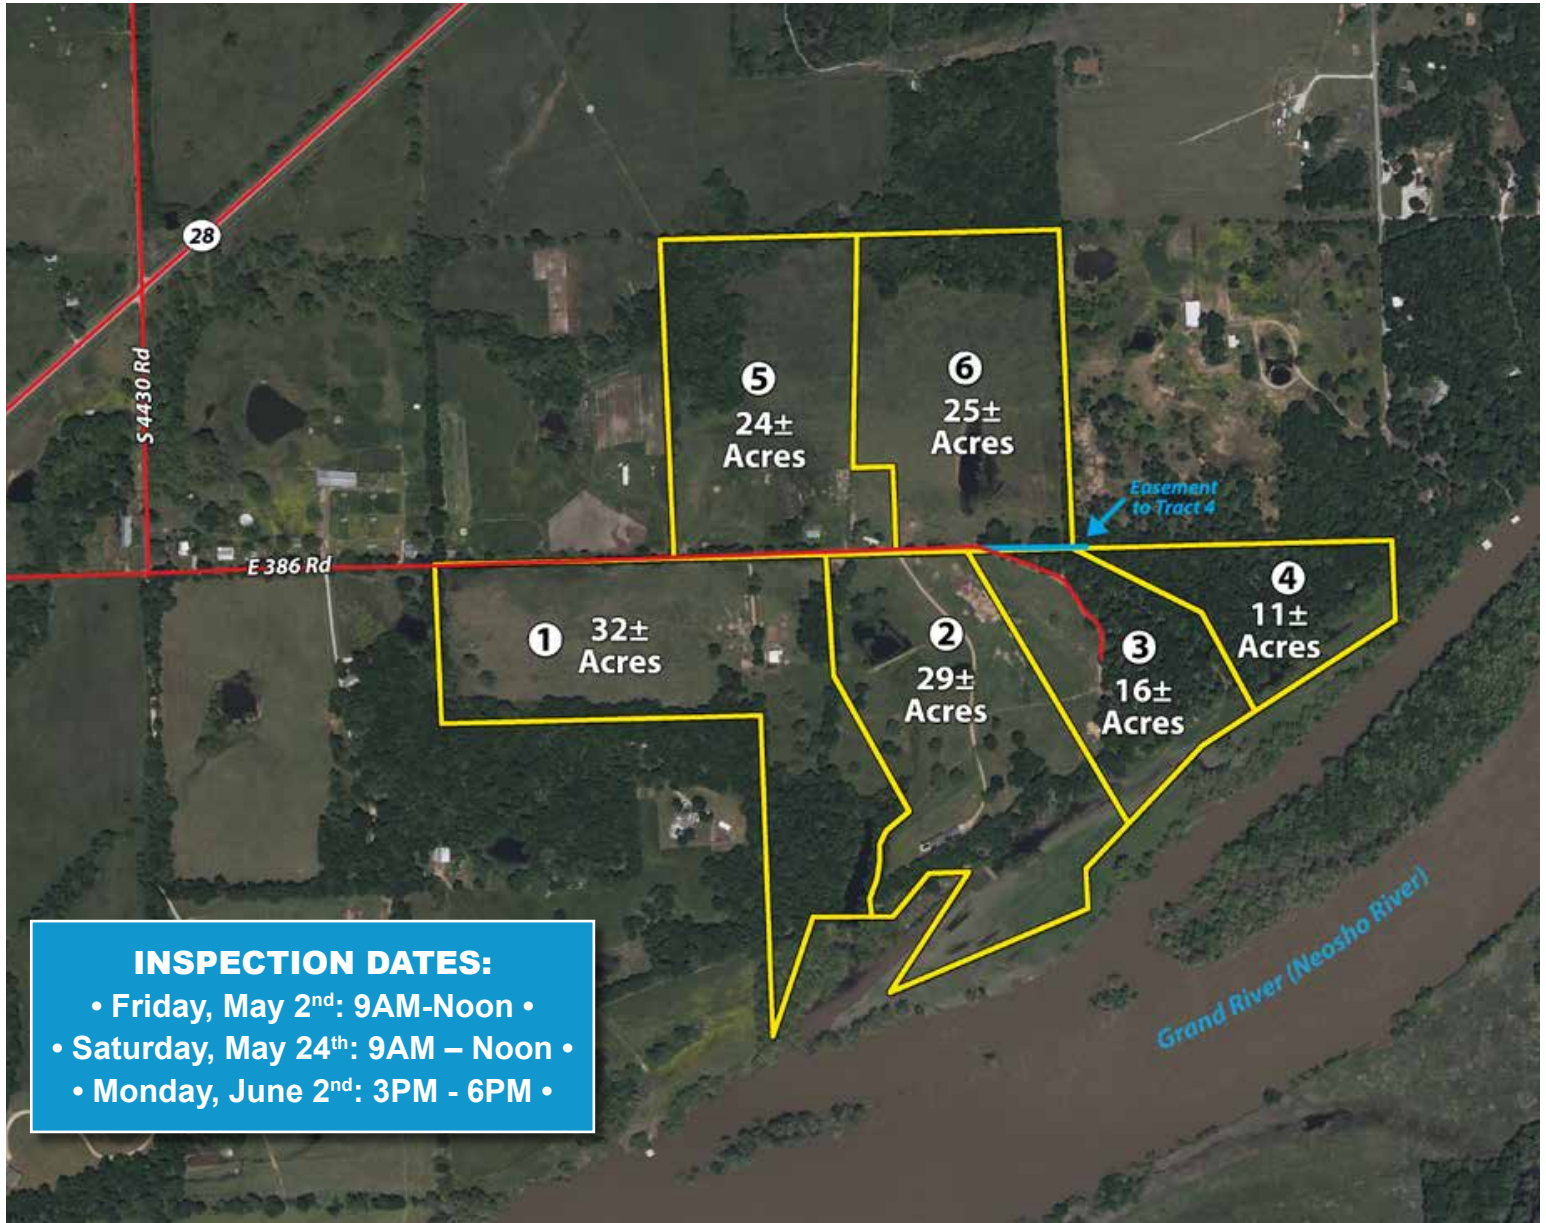 28
S 4430 Rd
E 386 Rd
5
24±
Acres
6
25±
Acres
Easement
to Tract 4
1
32±
Acres
2
29±
Acres
3
16±
Acres
4
11±
Acres
Grand River (Neosho River)
INSPECTION DATES:
• Friday, May 2nd: 9AM-Noon •
• Saturday, May 24th: 9AM – Noon •
• Monday, June 2nd: 3PM - 6PM •